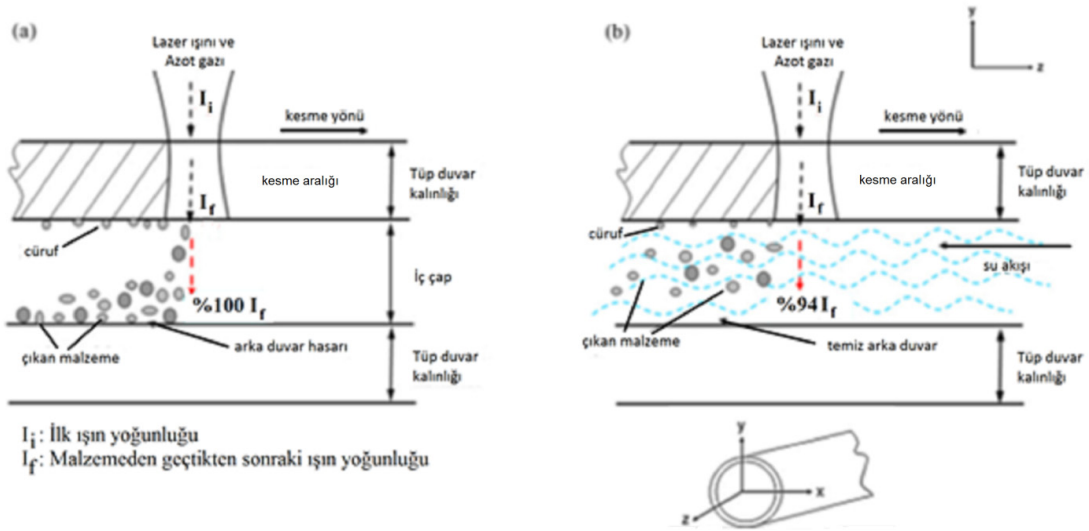 (a)
Lazer ışını ve
Azot gazı
I_i
kesme yönü
kesme aralığı
Tüp duvar
kalınlığı
I_f
cüruf
İç çap
%100 I_f
çıkan malzeme
arka duvar hasarı
Tüp duvar
kalınlığı
I_i: İlk ışın yoğunluğu
I_f: Malzemeden geçtikten sonraki ışın yoğunluğu
(b)
y
z
Lazer ışını ve
Azot gazı
I_i
kesme yönü
kesme aralığı
Tüp duvar
kalınlığı
I_f
cüruf
su akışı
%94 I_f
çıkan malzeme
temiz arka duvar
Tüp duvar
kalınlığı
y
x
z